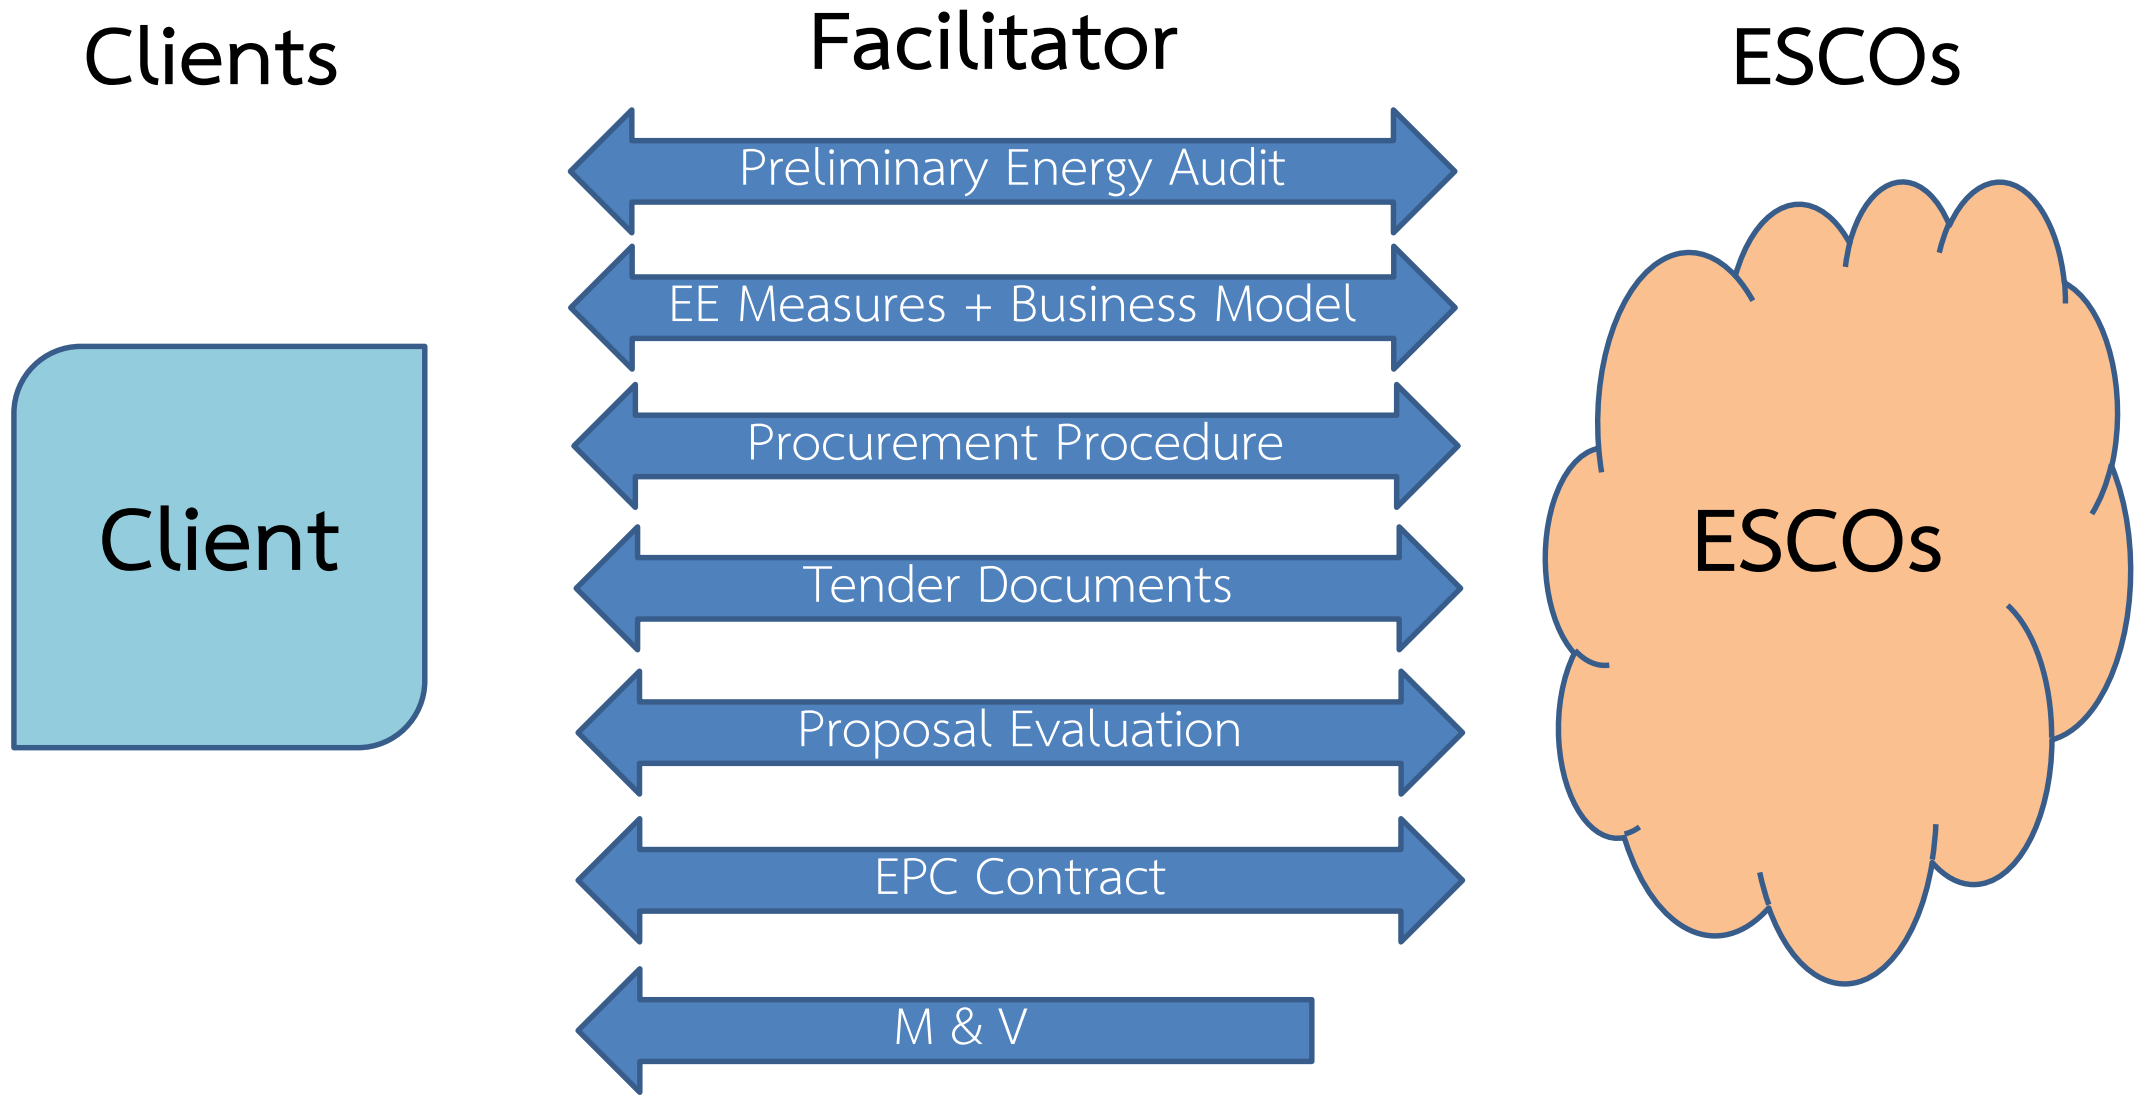 Clients
Facilitator
ESCOs
Preliminary Energy Audit
EE Measures + Business Model
Procurement Procedure
Client
Tender Documents
ESCOs
Proposal Evaluation
EPC Contract
M & V